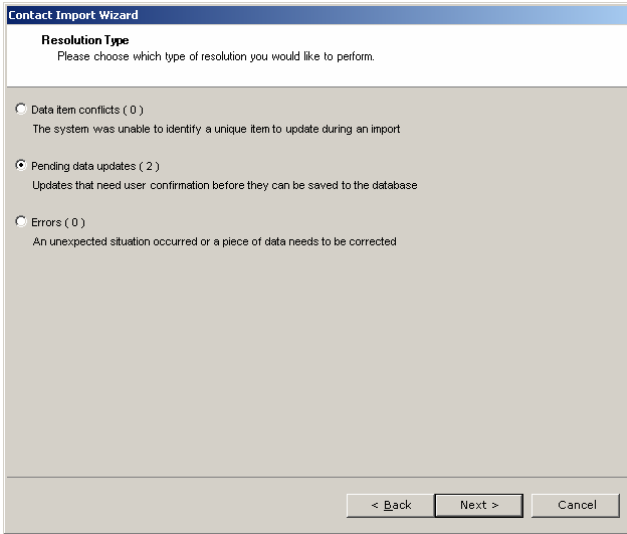 Contact Import Wizard
Resolution Type
Please choose which type of resolution you would like to perform.
Data item conflicts ( 0 )
The system was unable to identify a unique item to update during an import
Pending data updates ( 2 )
Updates that need user confirmation before they can be saved to the database
Errors ( 0 )
An unexpected situation occurred or a piece of data needs to be corrected
< Back Next > Cancel